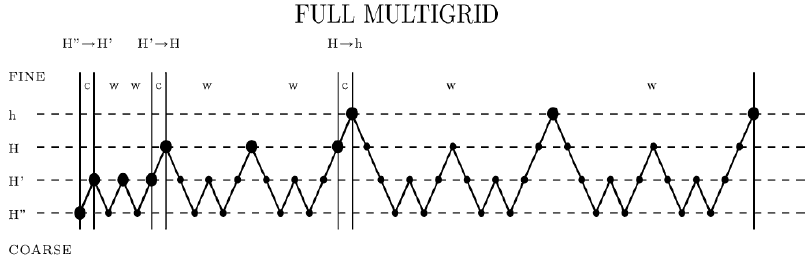 FULL MULTIGRID
H"→H' H'→H H→h
FINE
c w w c w w c w w
h
H
H'
H"
COARSE